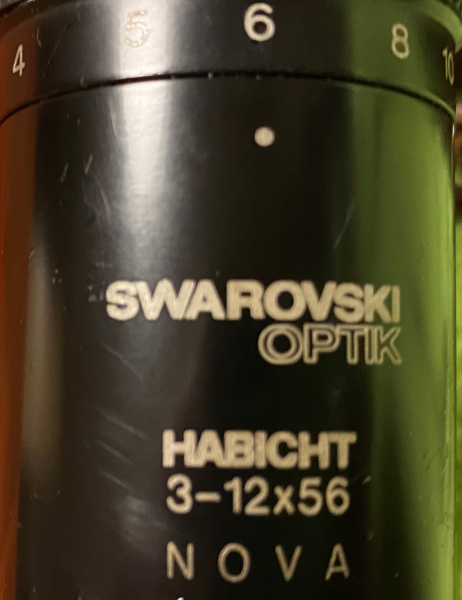 4 5 6 8 10
SWAROVSKI
OPTIK
HABICHT
3-12x56
NOVA